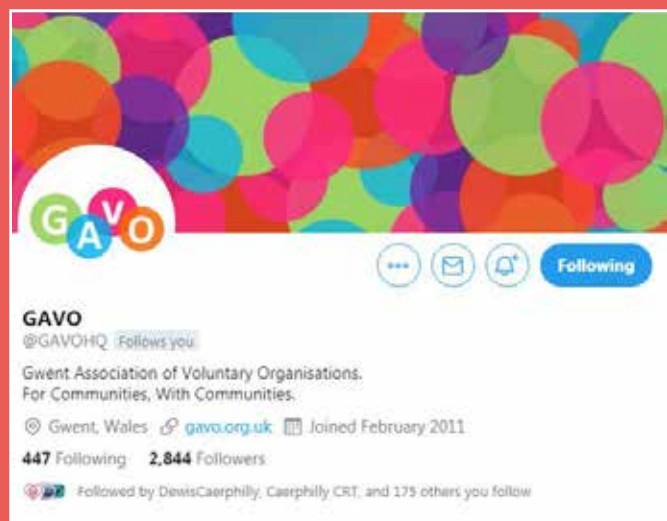 GAVO
Following
GAVO
@GAVOHQ Follows you
Gwent Association of Voluntary Organisations.
For Communities, With Communities.
Gwent, Wales gavo.org.uk Joined February 2011
447 Following 2,844 Followers
Followed by DewisCaerphilly, Caerphilly CRT, and 175 others you follow